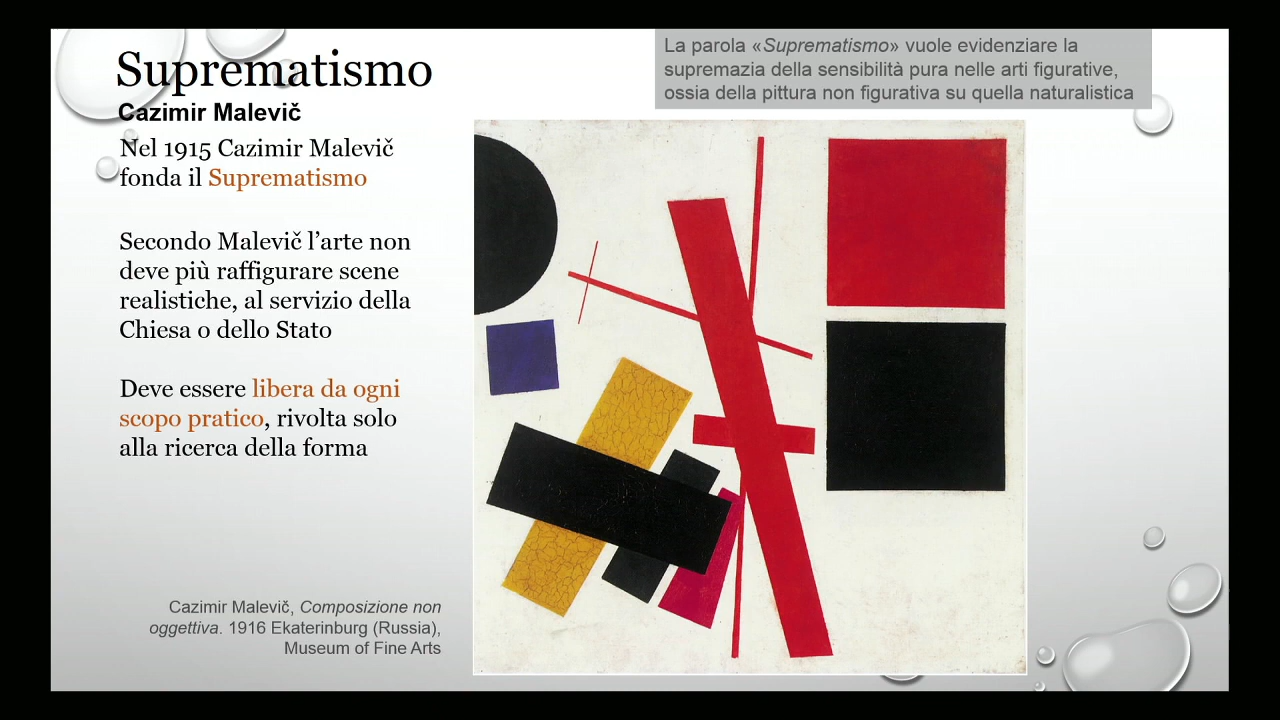 Suprematismo
Cazimir Malevič
Nel 1915 Cazimir Malevič
fonda il Suprematismo
Secondo Malevič l'arte non
deve più raffigurare scene
realistiche, al servizio della
Chiesa o dello Stato
Deve essere libera da ogni
scopo pratico, rivolta solo
alla ricerca della forma
Cazimir Malevič, Composizione non
oggettiva. 1916 Ekaterinburg (Russia),
Museum of Fine Arts
La parola «Suprematismo» vuole evidenziare la
supremazia della sensibilità pura nelle arti figurative,
ossia della pittura non figurativa su quella naturalistica